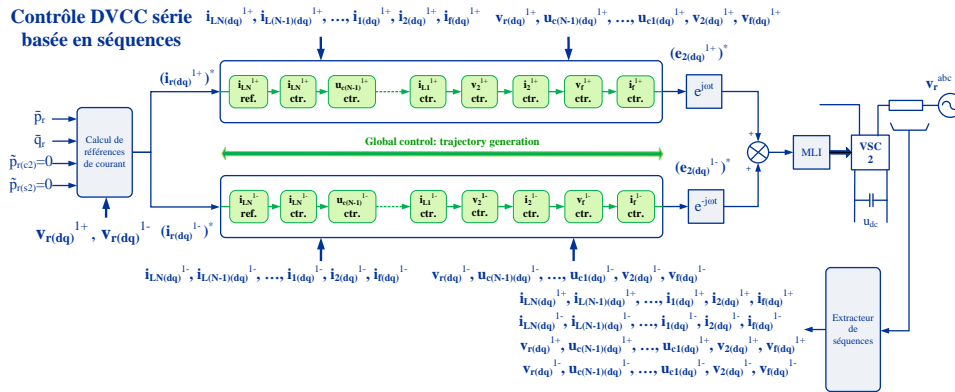 Contrôle DVCC série
basée en séquences
i_LN(dq)^1+, i_L(N-1)(dq)^1+, ..., i_1(dq)^1+, i_2(dq)^1+, i_f(dq)^1+
v_r(dq)^1+, u_c(N-1)(dq)^1+, ..., u_c1(dq)^1+, v_2(dq)^1+, v_f(dq)^1+
(i_r(dq)^1+)*
i_LN^1+ ref.
i_LN^1+ ctr.
u_c(N-1)^1+ ctr.
i_L1^1+ ctr.
v_2^1+ ctr.
i_2^1+ ctr.
v_f^1+ ctr.
i_f^1+ ctr.
(e_2(dq)^1+)*
e^jωt
v_r^abc
p̄_r
q̄_r
p̃_r(c2)=0
p̃_r(s2)=0
Calcul de
références
de courant
Global control: trajectory generation
+
+
MLI
VSC
2
u_dc
v_r(dq)^1+, v_r(dq)^1-
(i_r(dq)^1-)*
i_LN^1- ref.
i_LN^1- ctr.
u_c(N-1)^1- ctr.
i_L1^1- ctr.
v_2^1- ctr.
i_2^1- ctr.
v_f^1- ctr.
i_f^1- ctr.
(e_2(dq)^1-)*
e^-jωt
i_LN(dq)^1-, i_L(N-1)(dq)^1-, ..., i_1(dq)^1-, i_2(dq)^1-, i_f(dq)^1-
v_r(dq)^1-, u_c(N-1)(dq)^1-, ..., u_c1(dq)^1-, v_2(dq)^1-, v_f(dq)^1-
i_LN(dq)^1+, i_L(N-1)(dq)^1+, ..., i_1(dq)^1+, i_2(dq)^1+, i_f(dq)^1+
i_LN(dq)^1-, i_L(N-1)(dq)^1-, ..., i_1(dq)^1-, i_2(dq)^1-, i_f(dq)^1-
v_r(dq)^1+, u_c(N-1)(dq)^1+, ..., u_c1(dq)^1+, v_2(dq)^1+, v_f(dq)^1+
v_r(dq)^1-, u_c(N-1)(dq)^1-, ..., u_c1(dq)^1-, v_2(dq)^1-, v_f(dq)^1-
Extracteur
de
séquences